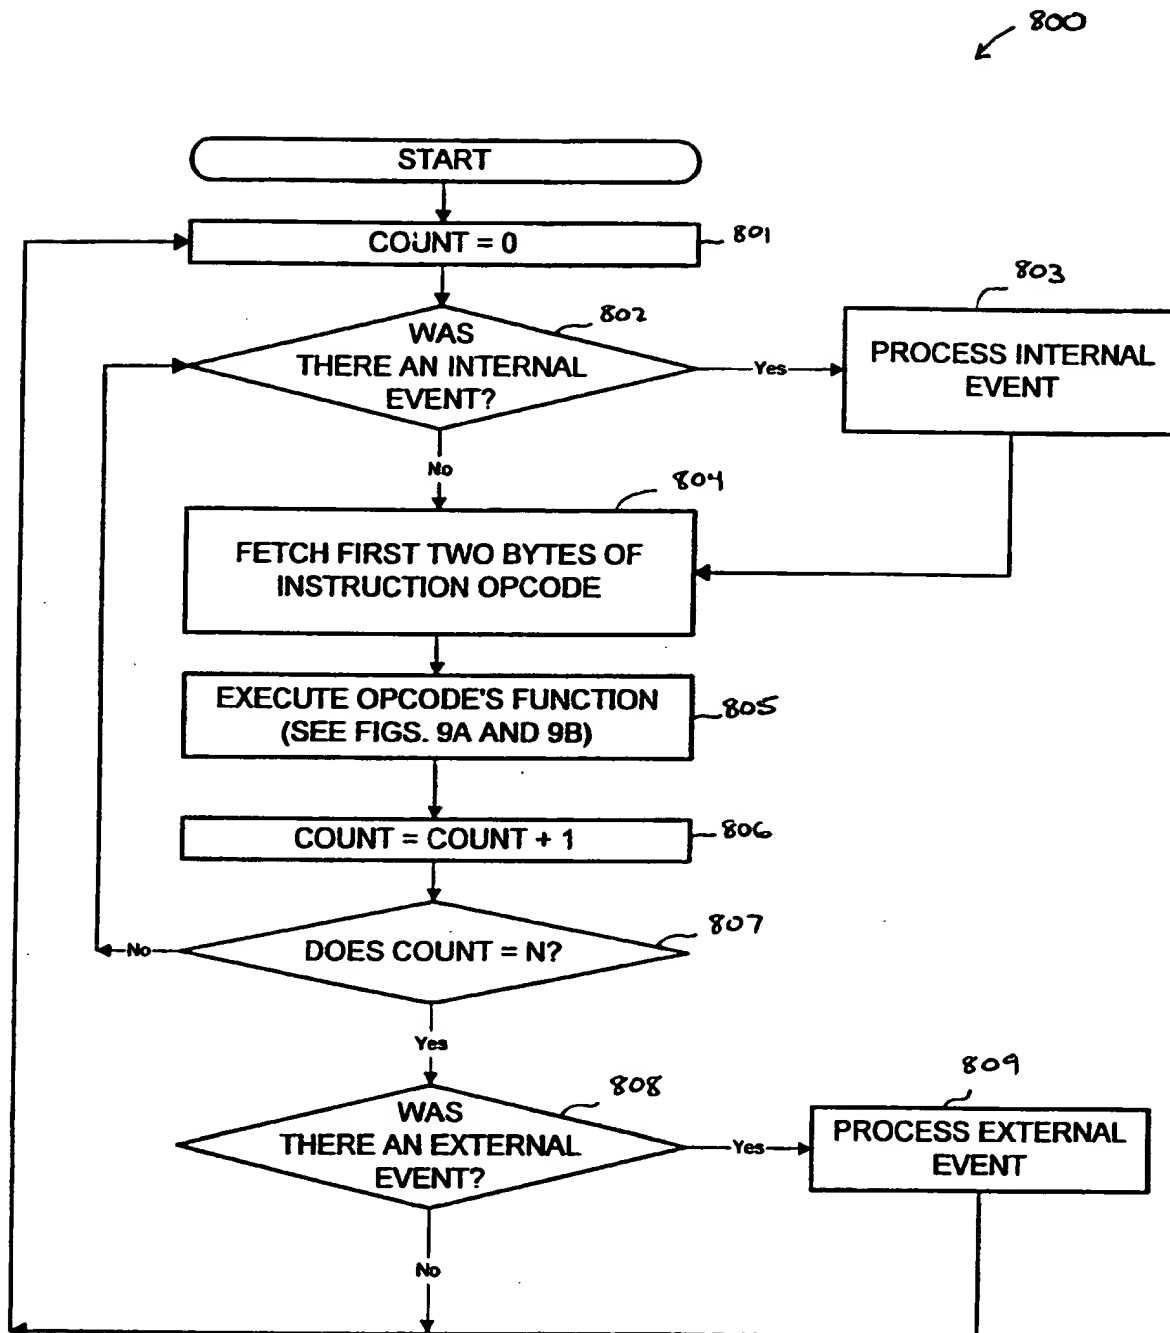 800
START
COUNT = 0
801
802
WAS
THERE AN INTERNAL
EVENT?
Yes
803
PROCESS INTERNAL
EVENT
No
804
FETCH FIRST TWO BYTES OF
INSTRUCTION OPCODE
EXECUTE OPCODE'S FUNCTION
(SEE FIGS. 9A AND 9B)
805
COUNT = COUNT + 1
806
807
DOES COUNT = N?
No
Yes
808
WAS
THERE AN EXTERNAL
EVENT?
Yes
809
PROCESS EXTERNAL
EVENT
No